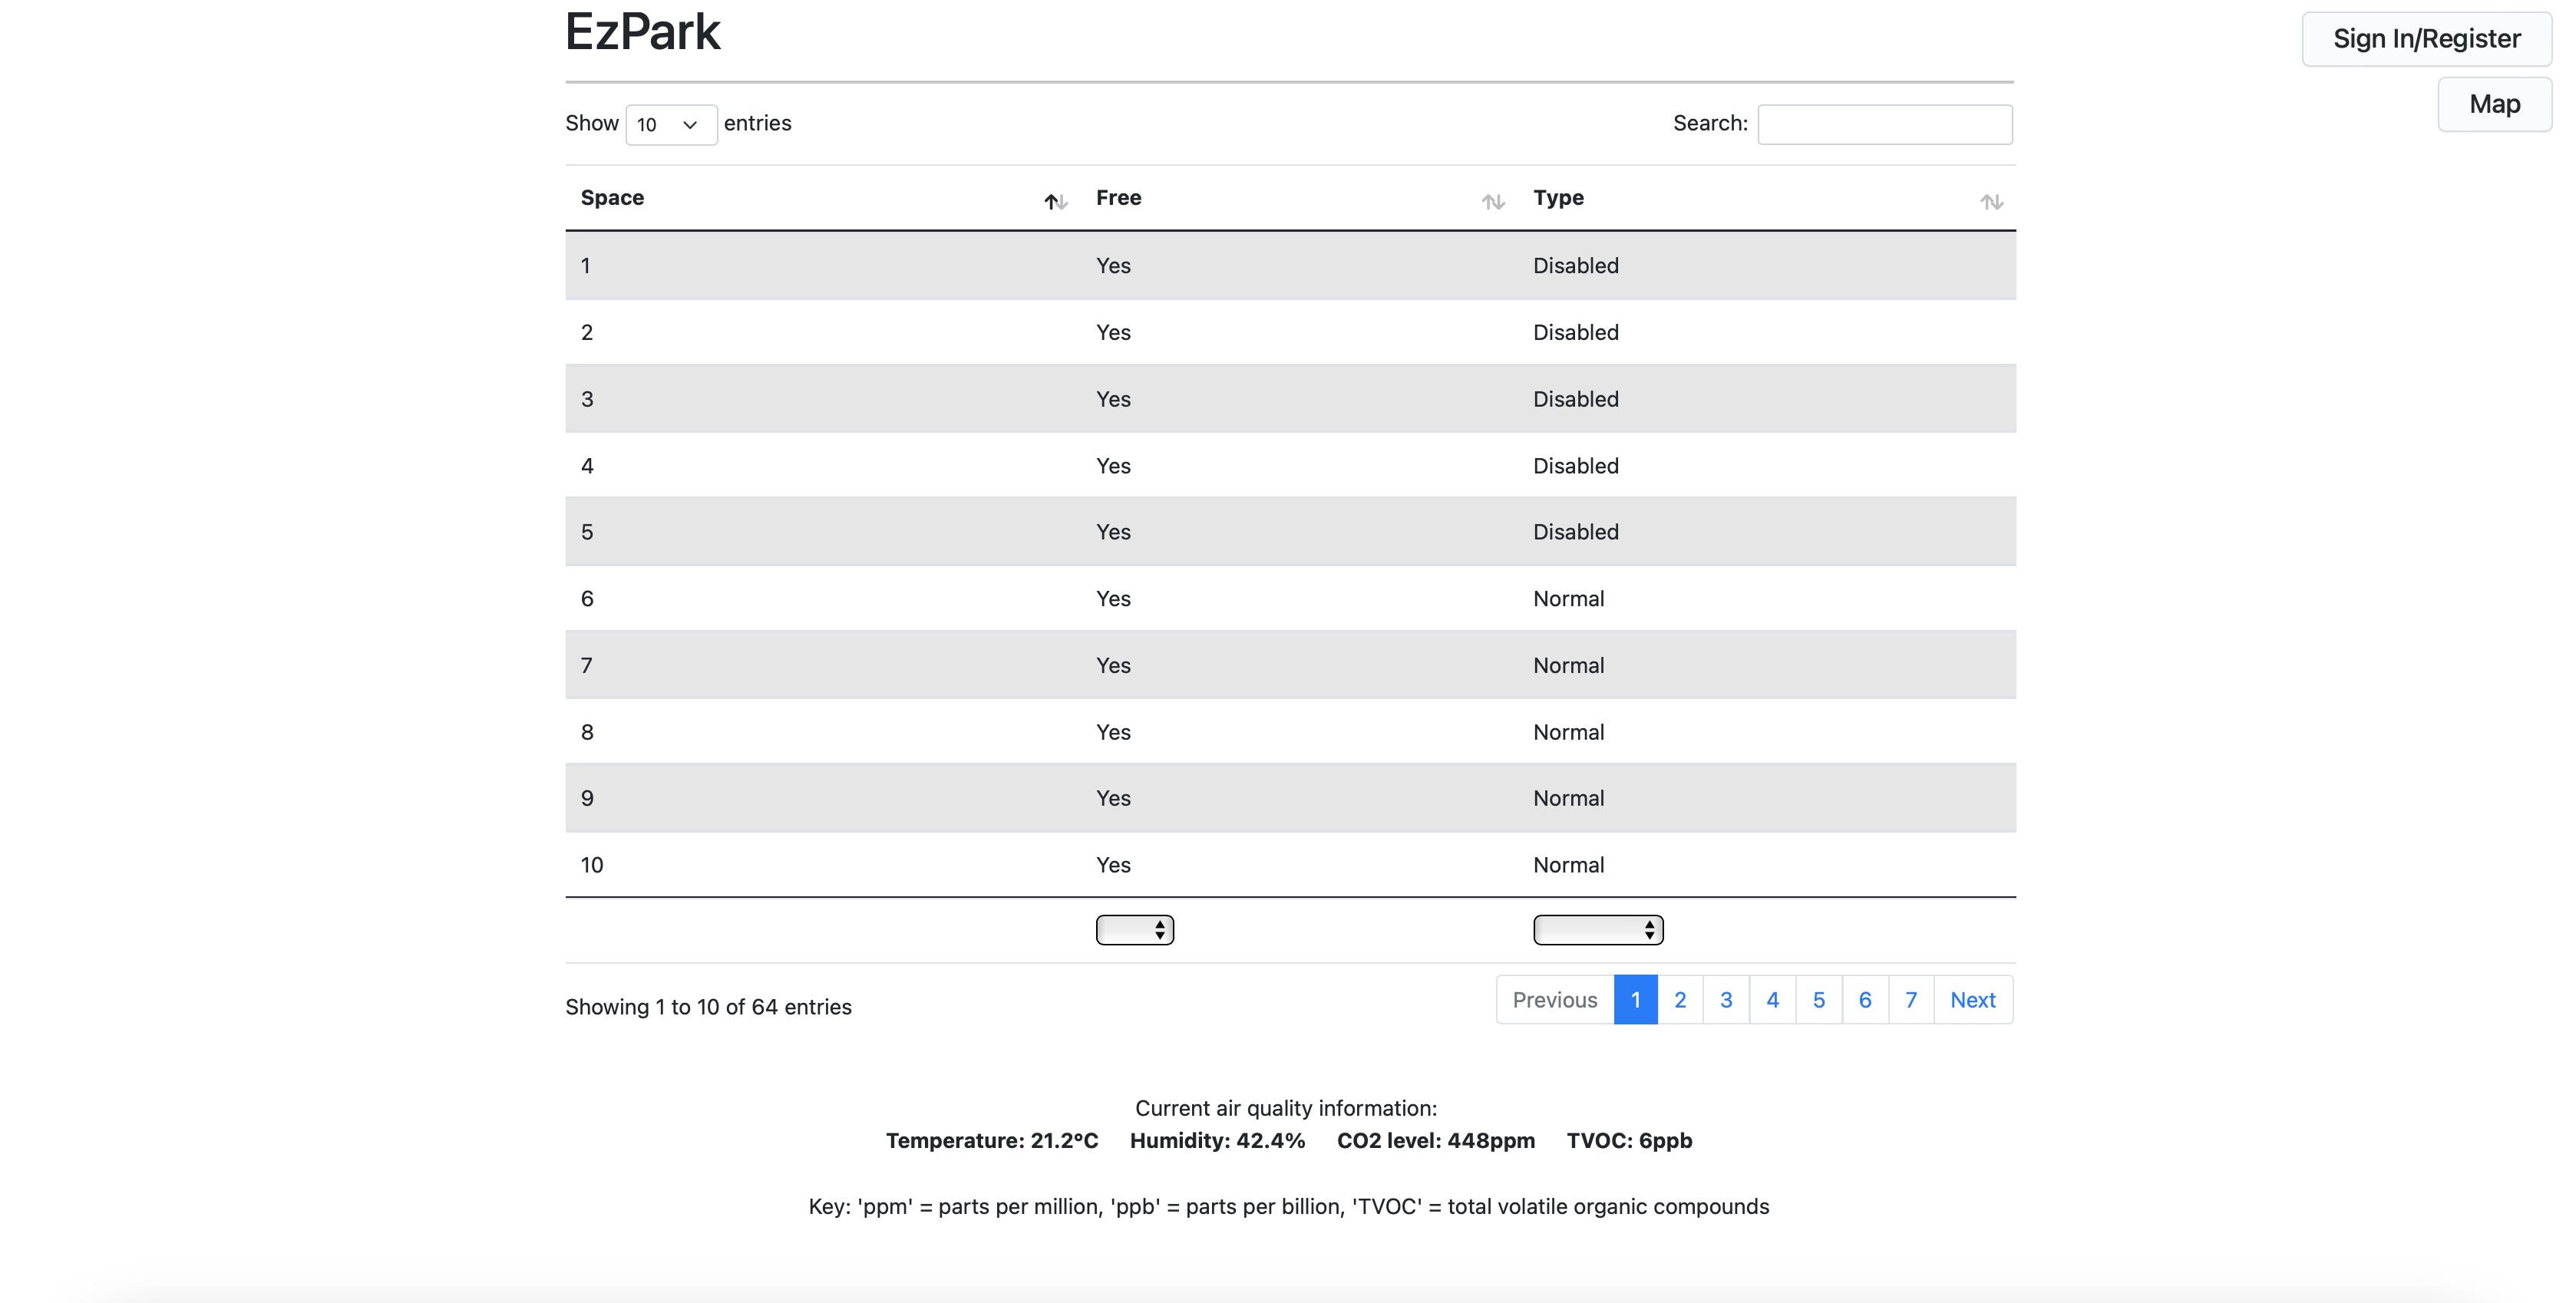 EzPark
Sign In/Register
Map
Show 10 entries
Search:
Space Free Type
1 Yes Disabled
2 Yes Disabled
3 Yes Disabled
4 Yes Disabled
5 Yes Disabled
6 Yes Normal
7 Yes Normal
8 Yes Normal
9 Yes Normal
10 Yes Normal
Showing 1 to 10 of 64 entries
Previous 1 2 3 4 5 6 7 Next
Current air quality information:
Temperature: 21.2°C Humidity: 42.4% CO2 level: 448ppm TVOC: 6ppb
Key: 'ppm' = parts per million, 'ppb' = parts per billion, 'TVOC' = total volatile organic compounds